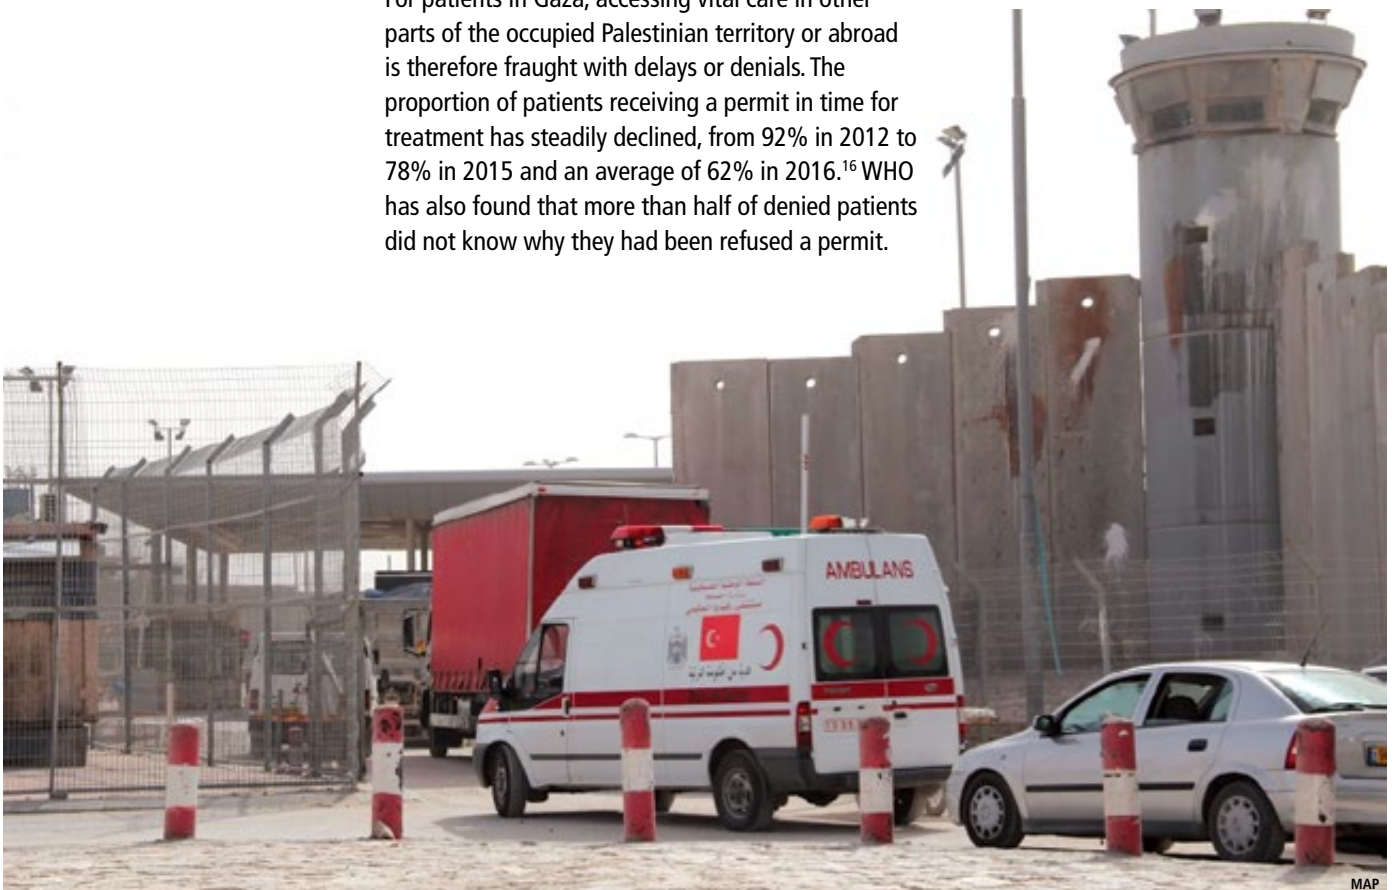 For patients in Gaza, accessing vital care in other
parts of the occupied Palestinian territory or abroad
is therefore fraught with delays or denials. The
proportion of patients receiving a permit in time for
treatment has steadily declined, from 92% in 2012 to
78% in 2015 and an average of 62% in 2016.¹⁶ WHO
has also found that more than half of denied patients
did not know why they had been refused a permit.
AMBULANS
MAP